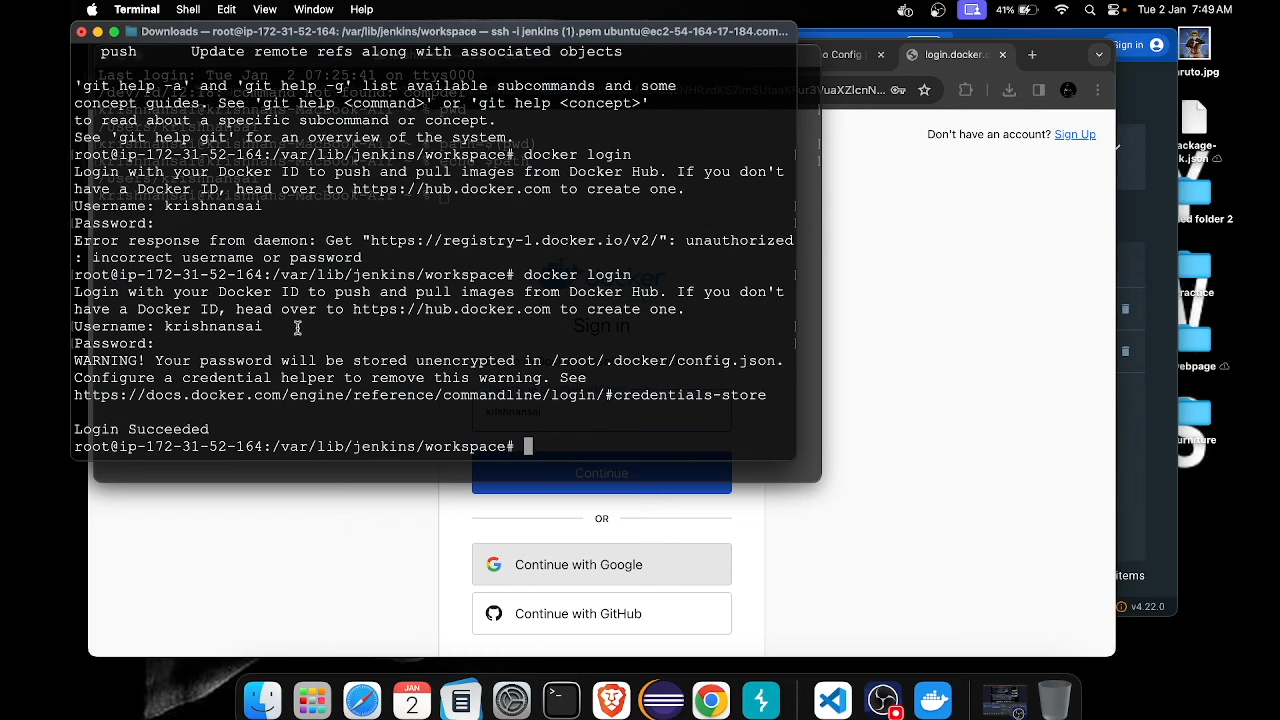 Terminal Shell Edit View Window Help
41% Tue 2 Jan 7:49 AM
Downloads — root@ip-172-31-52-164: /var/lib/jenkins/workspace — ssh -i jenkins (1).pem ubuntu@ec2-54-164-17-184.com...
push Update remote refs along with associated objects
Last login: Tue Jan 2 07:25:41 on ttys000
'git help -a' and 'git help -g' list available subcommands and some
concept guides. See 'git help <command>' or 'git help <concept>'
to read about a specific subcommand or concept.
See 'git help git' for an overview of the system.
root@ip-172-31-52-164:/var/lib/jenkins/workspace# docker login
Login with your Docker ID to push and pull images from Docker Hub. If you don't
have a Docker ID, head over to https://hub.docker.com to create one.
Username: krishnansai
Password:
Error response from daemon: Get "https://registry-1.docker.io/v2/": unauthorized
: incorrect username or password
root@ip-172-31-52-164:/var/lib/jenkins/workspace# docker login
Login with your Docker ID to push and pull images from Docker Hub. If you don't
have a Docker ID, head over to https://hub.docker.com to create one.
Username: krishnansai
Password:
WARNING! Your password will be stored unencrypted in /root/.docker/config.json.
Configure a credential helper to remove this warning. See
https://docs.docker.com/engine/reference/commandline/login/#credentials-store
Login Succeeded
root@ip-172-31-52-164:/var/lib/jenkins/workspace#
o Config
login.docker.c
Sign in
Don't have an account? Sign Up
Sign in
krishnansai
Continue
OR
Continue with Google
Continue with GitHub
ruto.jpg
package-
k.json
ed folder 2
ractice
webpage
rniture
items
v4.22.0
JAN
2